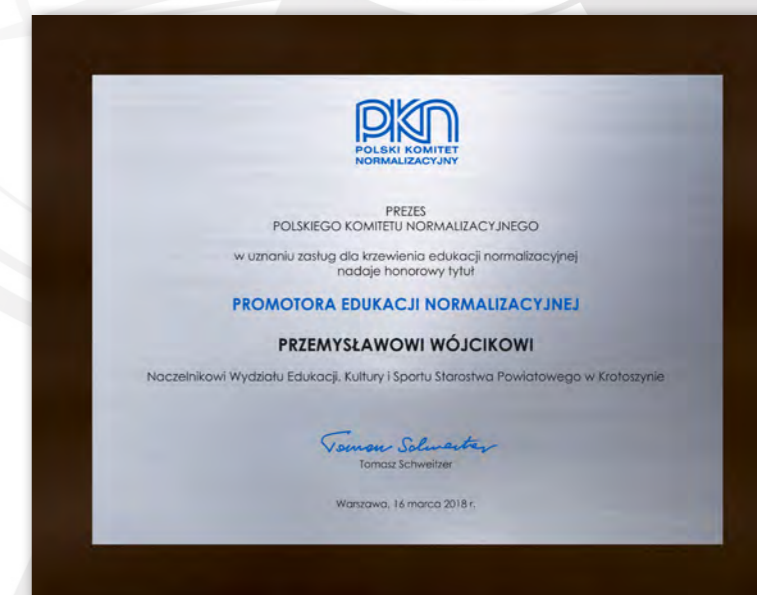 PKN
POLSKI KOMITET
NORMALIZACYJNY
PREZES
POLSKIEGO KOMITETU NORMALIZACYJNEGO
w uznaniu zasług dla krzewienia edukacji normalizacyjnej
nadaje honorowy tytuł
PROMOTORA EDUKACJI NORMALIZACYJNEJ
PRZEMYSŁAWOWI WÓJCIKOWI
Naczelnikowi Wydziału Edukacji, Kultury i Sportu Starostwa Powiatowego w Krotoszynie
Tomasz Schweitzer
Tomasz Schweitzer
Warszawa, 16 marca 2018 r.